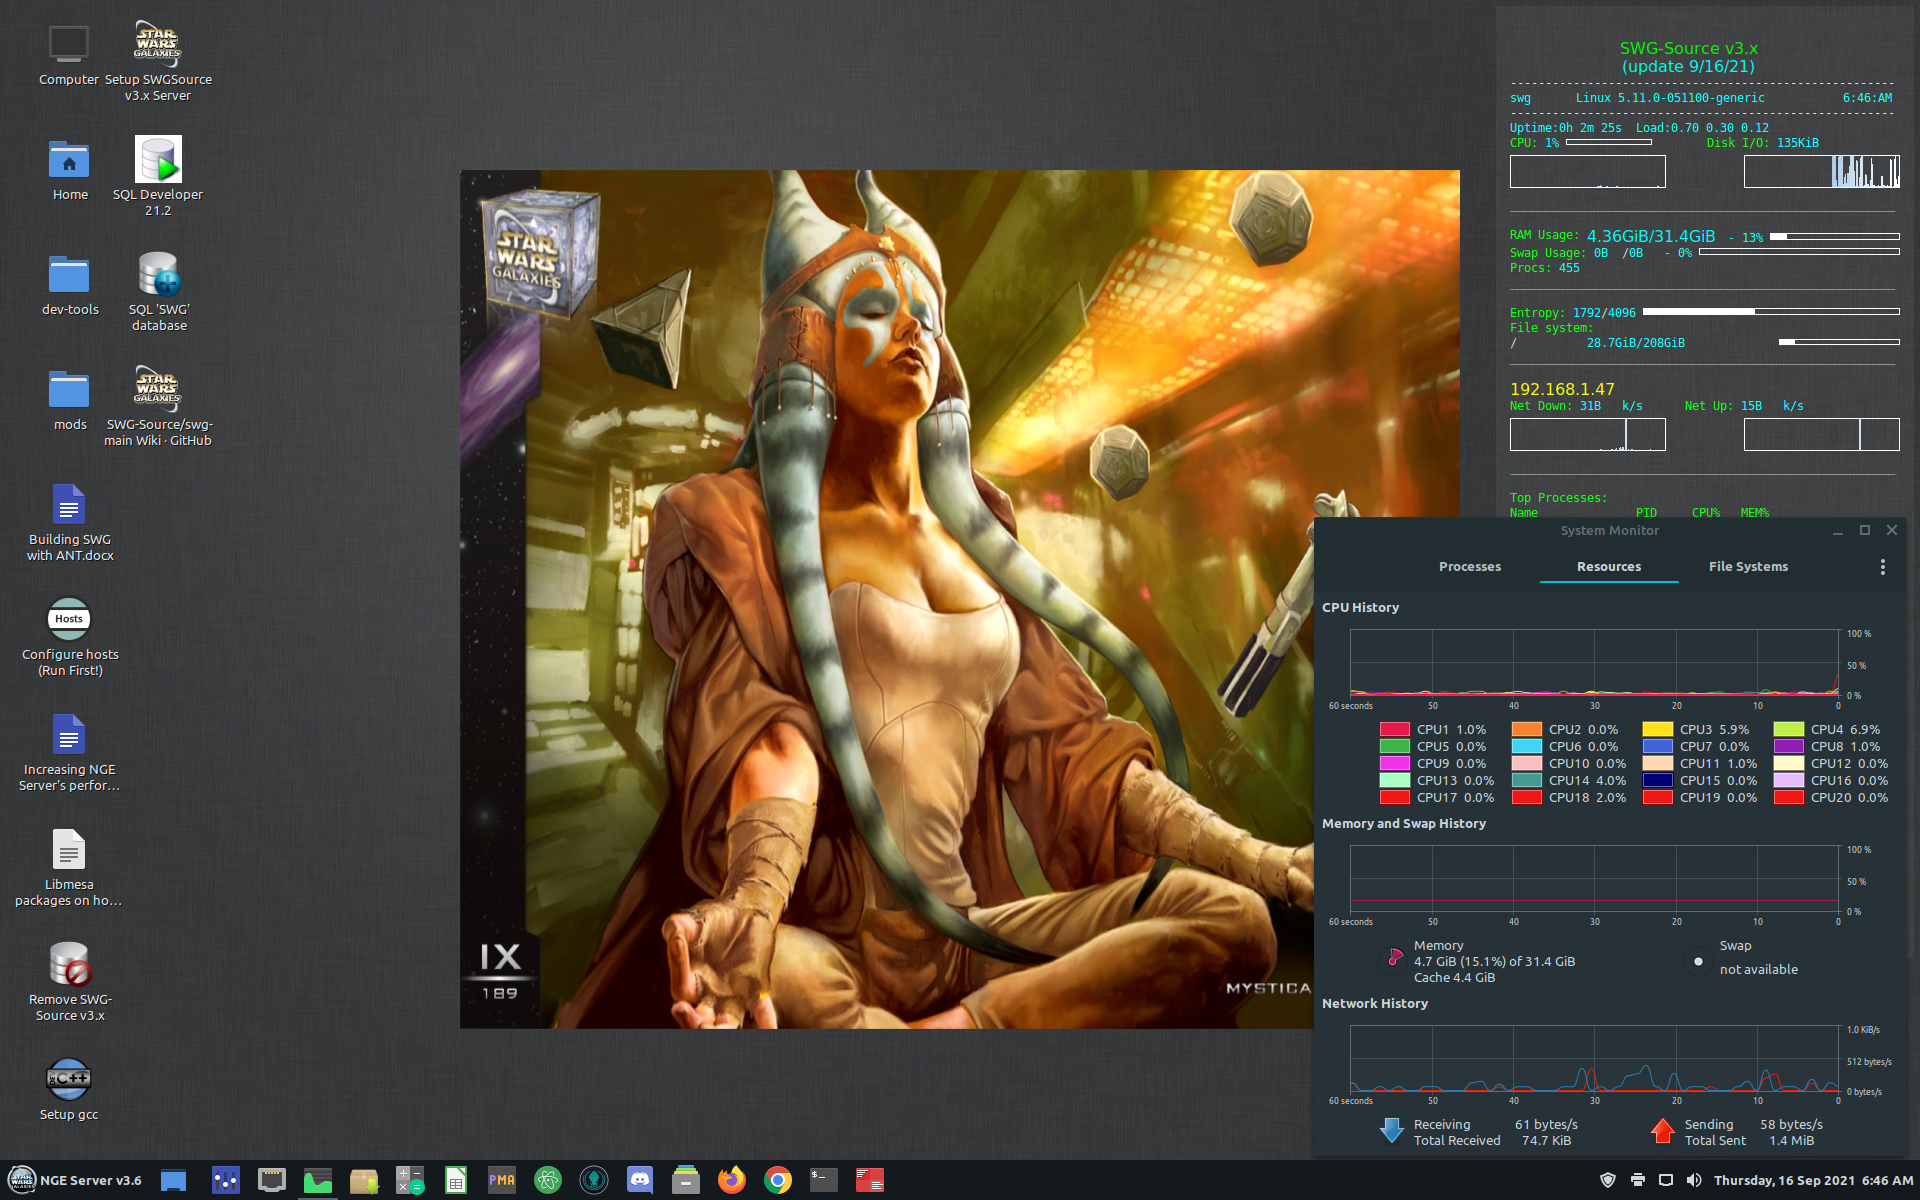 Computer
STAR WARS GALAXIES
Setup SWGSource
v3.x Server
Home
SQL Developer
21.2
dev-tools
SQL 'SWG'
database
mods
STAR WARS GALAXIES
SWG-Source/swg-
main Wiki · GitHub
Building SWG
with ANT.docx
Hosts
Configure hosts
(Run First!)
Increasing NGE
Server's perfor...
Libmesa
packages on ho...
Remove SWG-
Source v3.x
DEV C++
Setup gcc
STAR
WARS
GALAXIES
IX
189
MYSTICA
SWG-Source v3.x
(update 9/16/21)
swg Linux 5.11.0-051100-generic 6:46:AM
Uptime:0h 2m 25s Load:0.70 0.30 0.12
CPU: 1% Disk I/O: 135KiB
RAM Usage: 4.36GiB/31.4GiB - 13%
Swap Usage: 0B /0B - 0%
Procs: 455
Entropy: 1792/4096
File system:
/ 28.7GiB/208GiB
192.168.1.47
Net Down: 31B k/s Net Up: 15B k/s
Top Processes:
Name PID CPU% MEM%
System Monitor
Processes Resources File Systems
CPU History
100 %
50 %
0 %
60 seconds 50 40 30 20 10 0
CPU1 1.0% CPU2 0.0% CPU3 5.9% CPU4 6.9%
CPU5 0.0% CPU6 0.0% CPU7 0.0% CPU8 1.0%
CPU9 0.0% CPU10 0.0% CPU11 1.0% CPU12 0.0%
CPU13 0.0% CPU14 4.0% CPU15 0.0% CPU16 0.0%
CPU17 0.0% CPU18 2.0% CPU19 0.0% CPU20 0.0%
Memory and Swap History
100 %
50 %
0 %
60 seconds 50 40 30 20 10 0
Memory
4.7 GiB (15.1%) of 31.4 GiB
Cache 4.4 GiB
Swap
not available
Network History
1.0 KiB/s
512 bytes/s
0 bytes/s
60 seconds 50 40 30 20 10 0
Receiving 61 bytes/s
Total Received 74.7 KiB
Sending 58 bytes/s
Total Sent 1.4 MiB
NGE Server v3.6
PMA
Thursday, 16 Sep 2021 6:46 AM